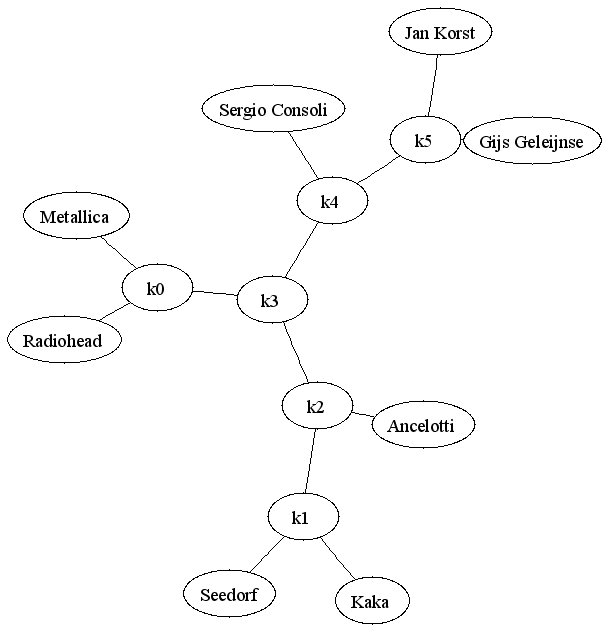 Jan Korst
Sergio Consoli
k5
Gijs Geleijnse
k4
Metallica
k0
k3
Radiohead
k2
Ancelotti
k1
Seedorf
Kaka